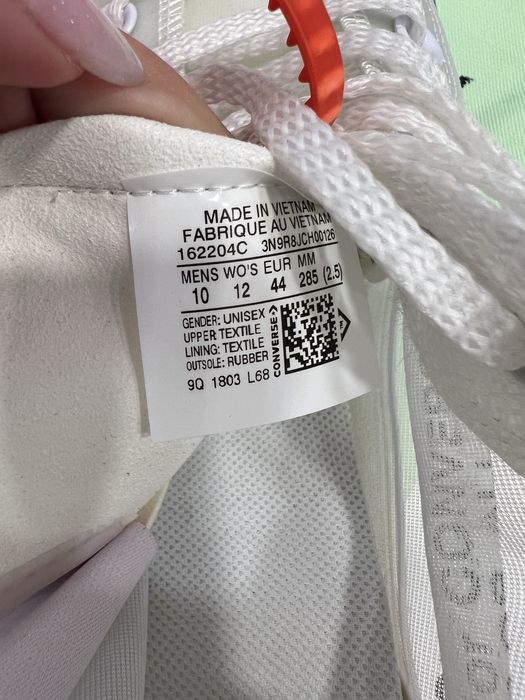 MADE IN VIETNAM
FABRIQUE AU VIETNAM
162204C 3N9R8JCH00126
MENS WO'S EUR MM
10 12 44 285 (2.5)
GENDER: UNISEX
UPPER TEXTILE
LINING: TEXTILE
OUTSOLE: RUBBER
CONVERSE
9Q 1803 L68